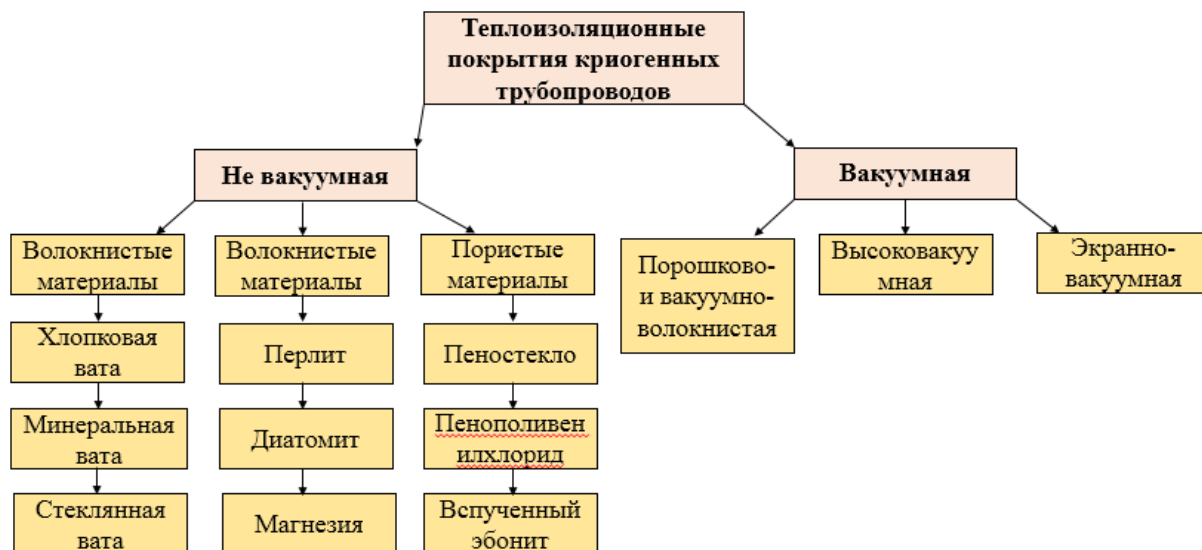 Теплоизоляционные
покрытия криогенных
трубопроводов
Не вакуумная
Вакуумная
Волокнистые
материалы
Волокнистые
материалы
Пористые
материалы
Порошково-
и вакуумно-
волокнистая
Высоковакуу
мная
Экранно-
вакуумная
Хлопковая
вата
Перлит
Пеностекло
Минеральная
вата
Диатомит
Пенополивен
илхлорид
Стеклянная
вата
Магнезия
Вспученный
эбонит